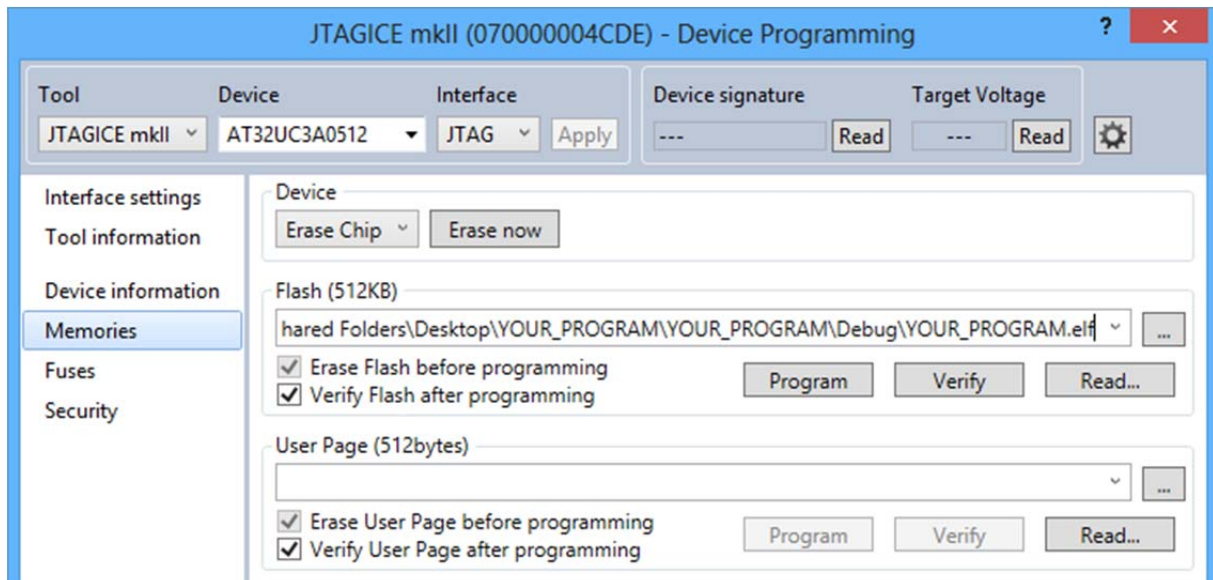 JTAGICE mkII (070000004CDE) - Device Programming ? ×
Tool Device Interface Device signature Target Voltage
JTAGICE mkII AT32UC3A0512 JTAG Apply --- Read --- Read
Interface settings
Tool information
Device information
Memories
Fuses
Security
Device
Erase Chip Erase now
Flash (512KB)
hared Folders\Desktop\YOUR_PROGRAM\YOUR_PROGRAM\Debug\YOUR_PROGRAM.elf ...
Erase Flash before programming
Verify Flash after programming
Program Verify Read...
User Page (512bytes)
...
Erase User Page before programming
Verify User Page after programming
Program Verify Read...